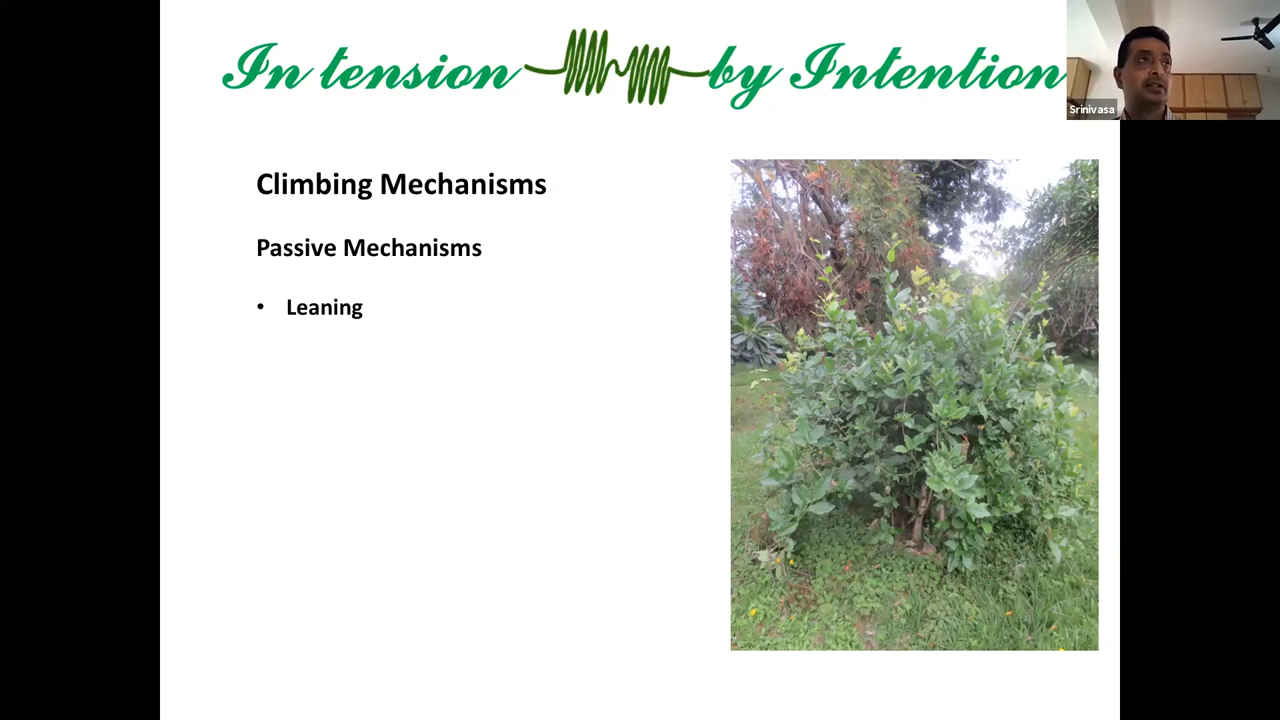 In tension by Intention
Srinivasa
Climbing Mechanisms
Passive Mechanisms
• Leaning